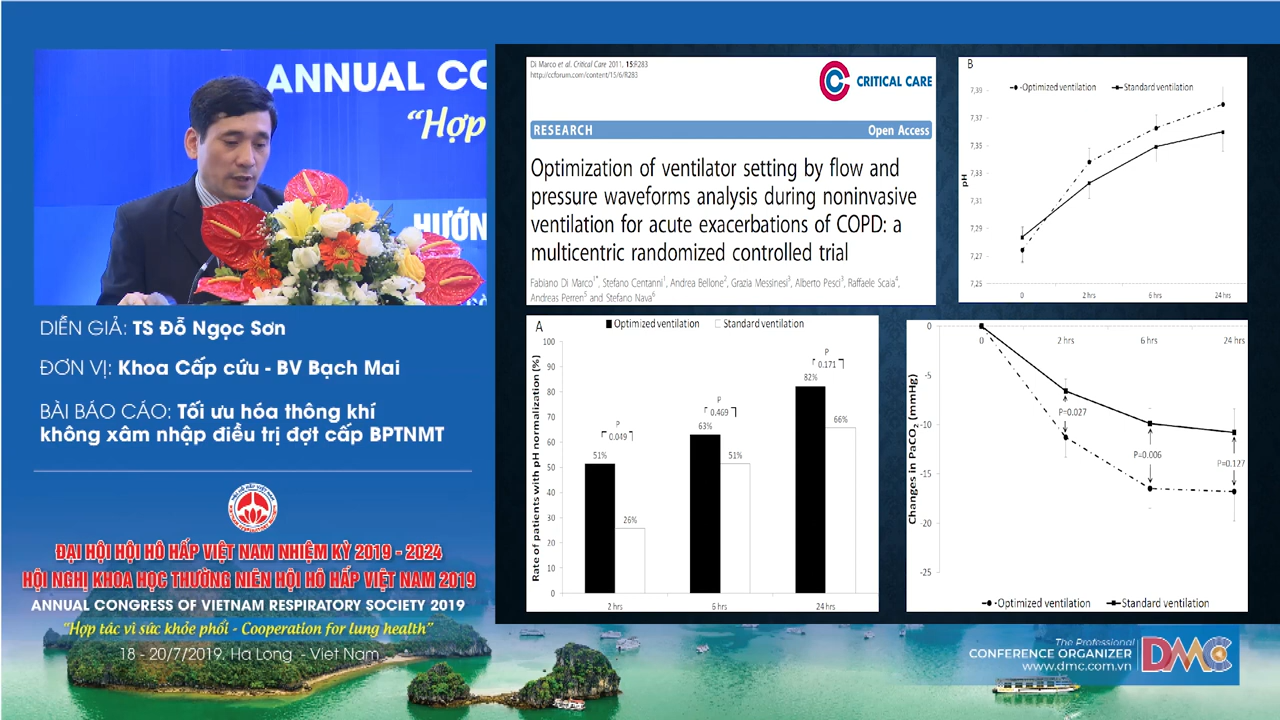 ANNUAL CO
“Hợp
HƯỚN
DIỄN GIẢ: TS Đỗ Ngọc Sơn
ĐƠN VỊ: Khoa Cấp cứu - BV Bạch Mai
BÀI BÁO CÁO: Tối ưu hóa thông khí
không xâm nhập điều trị đợt cấp BPTNMT
ĐẠI HỘI HỘI HÔ HẤP VIỆT NAM NHIỆM KỲ 2019 - 2024
HỘI NGHỊ KHOA HỌC THƯỜNG NIÊN HỘI HÔ HẤP VIỆT NAM 2019
ANNUAL CONGRESS OF VIETNAM RESPIRATORY SOCIETY 2019
“Hợp tác vì sức khỏe phổi - Cooperation for lung health”
18 - 20/7/2019. Ha Long - Viet Nam
Di Marco et al. Critical Care 2011, 15:R283
http://ccforum.com/content/15/6/R283
CRITICAL CARE
RESEARCH
Open Access
Optimization of ventilator setting by flow and
pressure waveforms analysis during noninvasive
ventilation for acute exacerbations of COPD: a
multicentric randomized controlled trial
Fabiano Di Marco1*, Stefano Centanni1, Andrea Bellone2, Grazia Messinesi3, Alberto Pesci3, Raffaele Scala4,
Andreas Perren5 and Stefano Nava6
B
Optimized ventilation
Standard ventilation
7,39
7,37
7,35
7,33
7,31
7,29
7,27
7,25
pH
0
2 hrs
6 hrs
24 hrs
A
Optimized ventilation
Standard ventilation
Rate of patients with pH normalization (%)
100
90
80
70
60
50
40
30
20
10
0
51%
P
0.049
26%
63%
P
0.469
51%
82%
P
0.171
66%
2 hrs
6 hrs
24 hrs
Changes in PaCO2 (mmHg)
0
-5
-10
-15
-20
-25
0
2 hrs
6 hrs
24 hrs
P=0.027
P=0.006
P=0.127
Optimized ventilation
Standard ventilation
The Professional
CONFERENCE ORGANIZER
www.dmc.com.vn
DMC